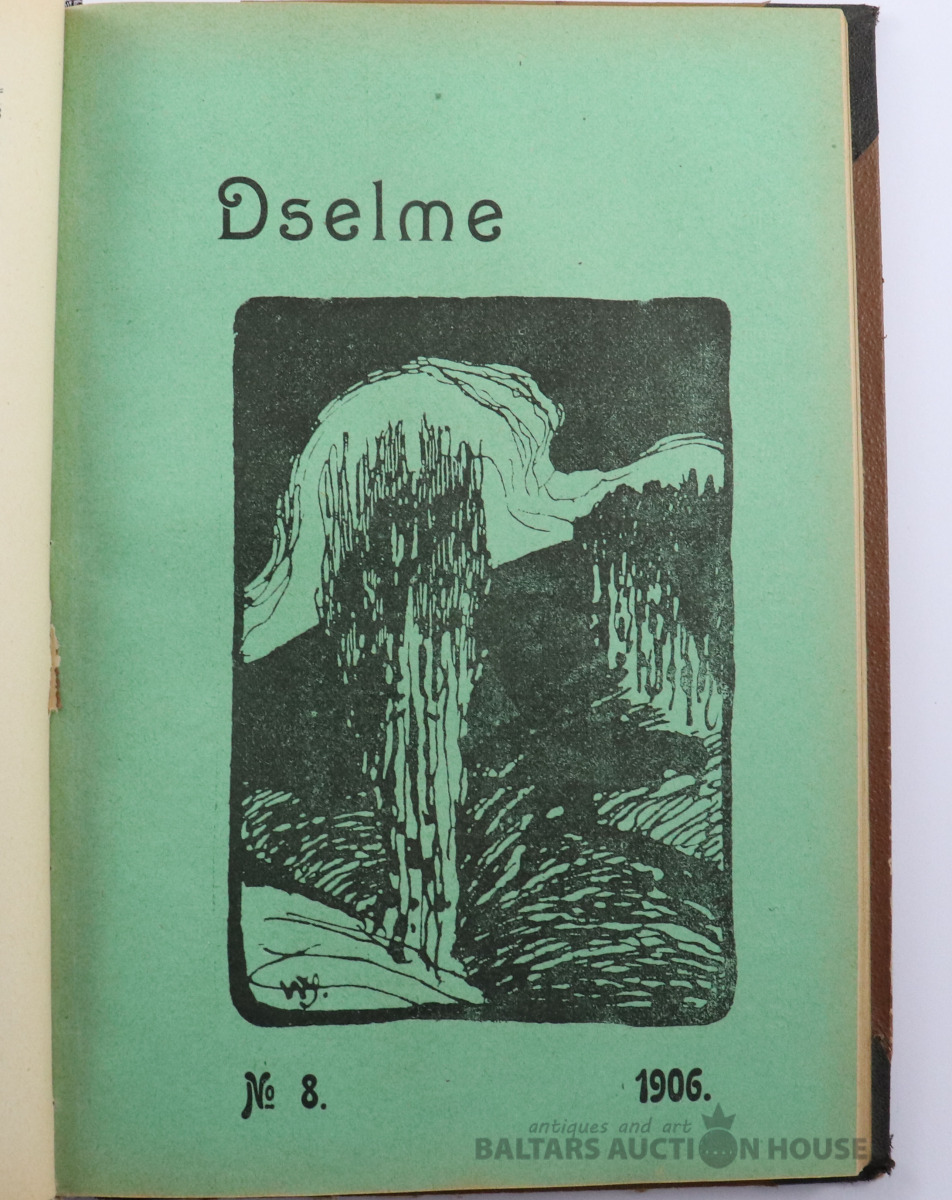 Dselme
№ 8.
1906.
antiques and art
BALTARS AUCTION HOUSE